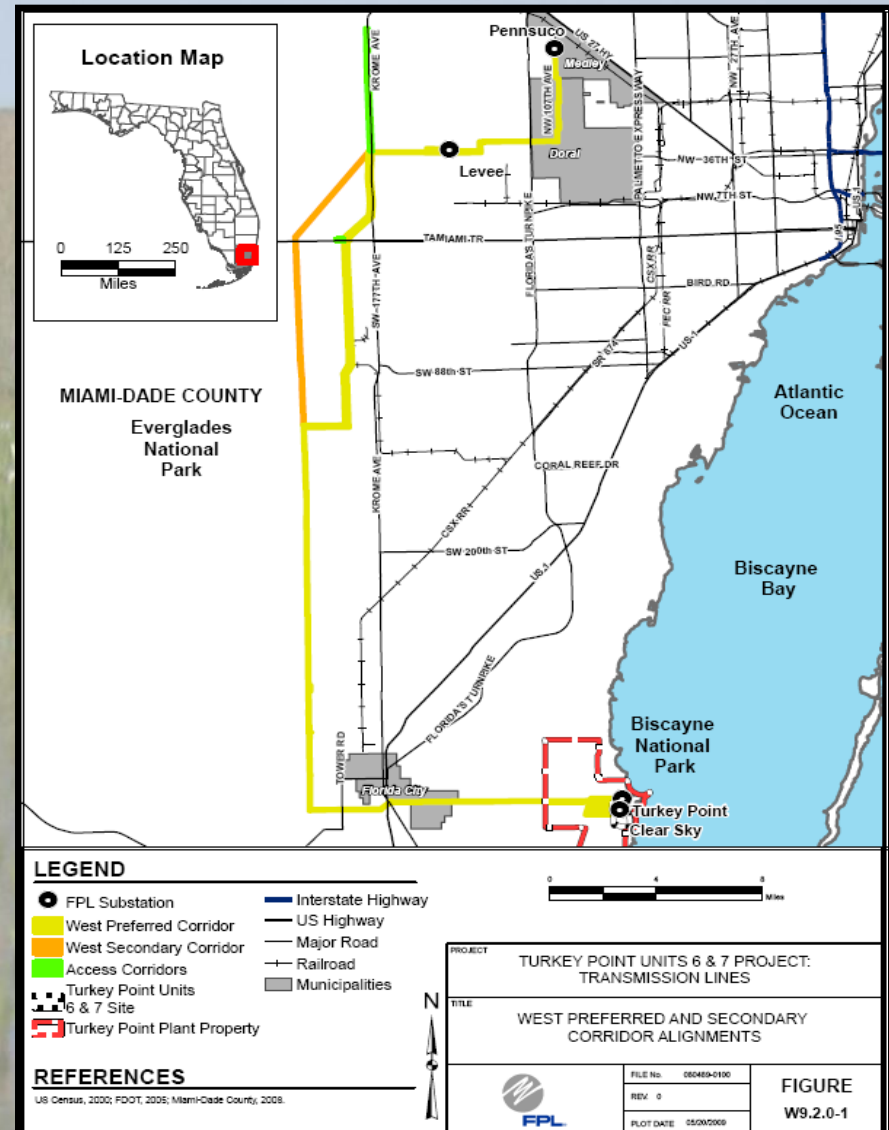 Location Map
0 125 250
Miles
KROME AVE
Pennsuco
US 27 HY
Medley
NW 107TH AVE
PALMETTO EXPRESSWAY
NW 27TH AVE
Doral
Levee
NW 36TH ST
NW 7TH ST
US-1
I-95
FLORIDA'S TURNPIKE
TAMIAMI TR
SW 177TH AVE
CSX RR
FEC RR
BIRD RD
US-1
SR 874
SW 88th ST
MIAMI-DADE COUNTY
Everglades
National
Park
Atlantic
Ocean
KROME AVE
CORAL REEF DR
CSX RR
SW 200th ST
US-1
Biscayne
Bay
FLORIDA'S TURNPIKE
TOWER RD
Florida City
Biscayne
National
Park
Turkey Point
Clear Sky
LEGEND
FPL Substation
West Preferred Corridor
West Secondary Corridor
Access Corridors
Turkey Point Units
6 & 7 Site
Turkey Point Plant Property
Interstate Highway
US Highway
Major Road
Railroad
Municipalities
0 4 8
Miles
N
REFERENCES
US Census, 2000; FDOT, 2005; Miami-Dade County, 2008.
PROJECT
TURKEY POINT UNITS 6 & 7 PROJECT:
TRANSMISSION LINES
TITLE
WEST PREFERRED AND SECONDARY
CORRIDOR ALIGNMENTS
FPL
FILE No. 080489-0100
REV. 0
PLOT DATE 05/20/2009
FIGURE
W9.2.0-1